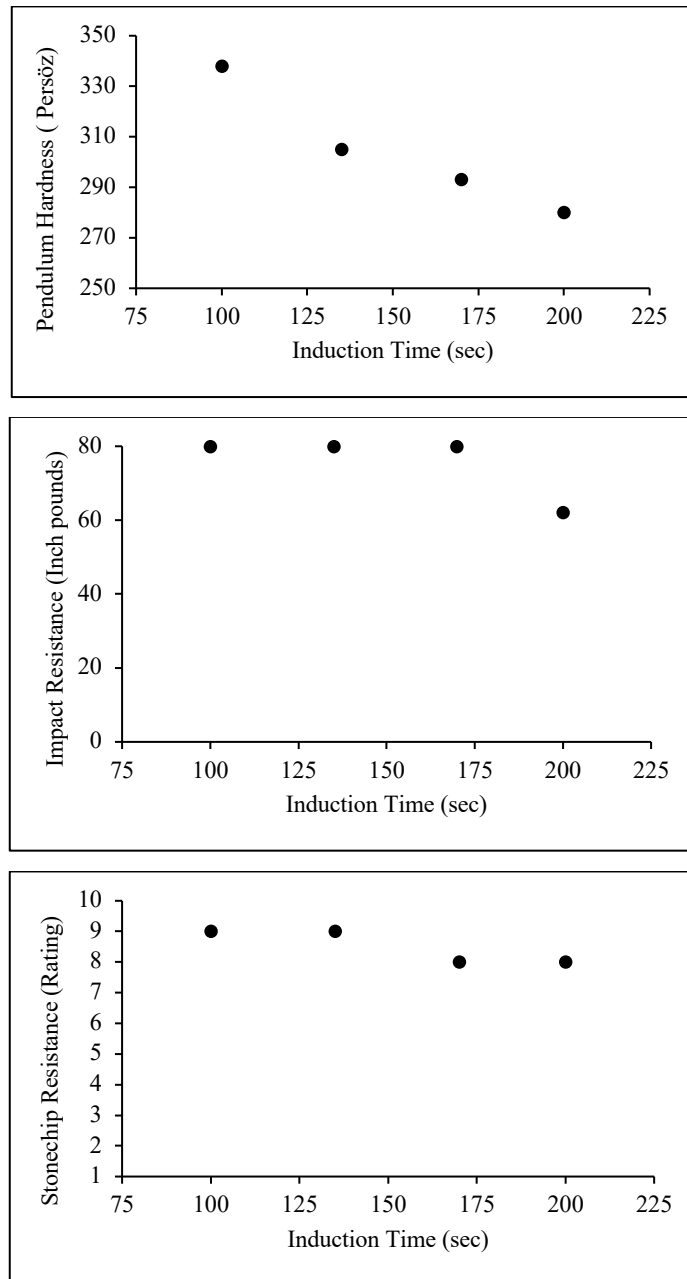 350
330
310
290
270
250
75 100 125 150 175 200 225
Pendulum Hardness ( Persöz)
Induction Time (sec)
80
60
40
20
0
75 100 125 150 175 200 225
Impact Resistance (Inch pounds)
Induction Time (sec)
10
9
8
7
6
5
4
3
2
1
75 100 125 150 175 200 225
Stonechip Resistance (Rating)
Induction Time (sec)